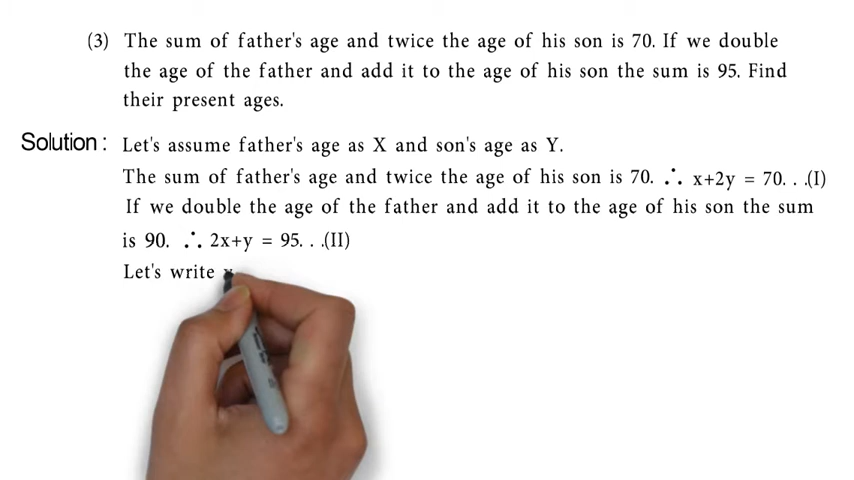 (3) The sum of father's age and twice the age of his son is 70. If we double
the age of the father and add it to the age of his son the sum is 95. Find
their present ages.
Solution : Let's assume father's age as X and son's age as Y.
The sum of father's age and twice the age of his son is 70. ∴ x+2y = 70. . .(I)
If we double the age of the father and add it to the age of his son the sum
is 90. ∴ 2x+y = 95. . .(II)
Let's write